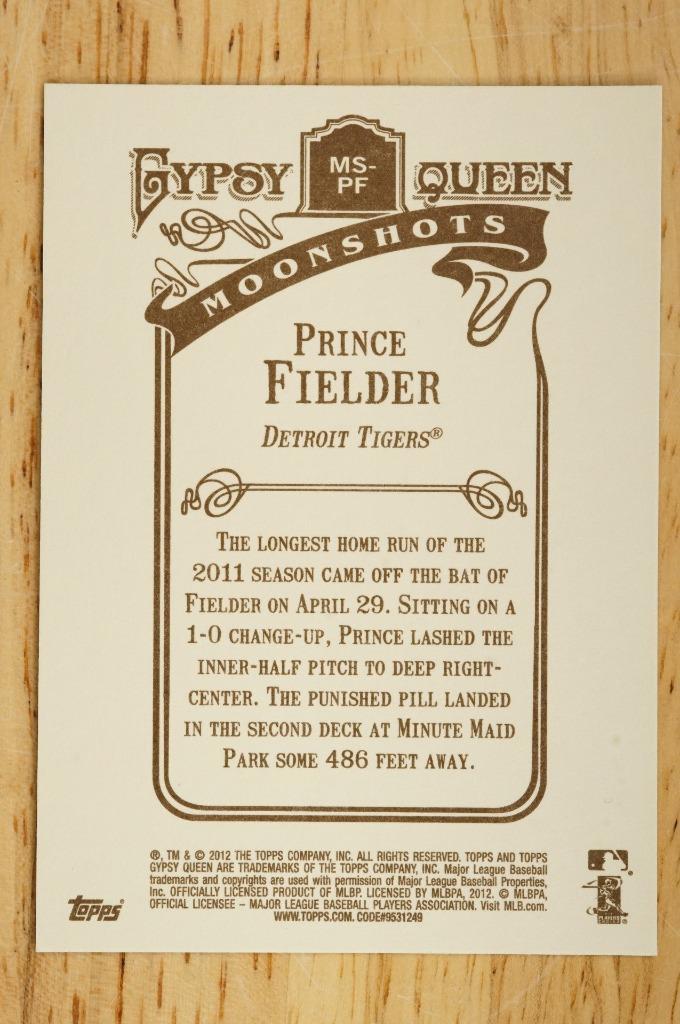 GYPSY MS-PF QUEEN
MOONSHOTS
PRINCE
FIELDER
DETROIT TIGERS®
THE LONGEST HOME RUN OF THE
2011 SEASON CAME OFF THE BAT OF
FIELDER ON APRIL 29. SITTING ON A
1-0 CHANGE-UP, PRINCE LASHED THE
INNER-HALF PITCH TO DEEP RIGHT-
CENTER. THE PUNISHED PILL LANDED
IN THE SECOND DECK AT MINUTE MAID
PARK SOME 486 FEET AWAY.
®, TM & © 2012 THE TOPPS COMPANY, INC. ALL RIGHTS RESERVED. TOPPS AND TOPPS
GYPSY QUEEN ARE TRADEMARKS OF THE TOPPS COMPANY, INC. Major League Baseball
trademarks and copyrights are used with permission of Major League Baseball Properties,
Inc. OFFICIALLY LICENSED PRODUCT OF MLBP. LICENSED BY MLBPA, 2012. © MLBPA,
OFFICIAL LICENSEE – MAJOR LEAGUE BASEBALL PLAYERS ASSOCIATION. Visit MLB.com.
WWW.TOPPS.COM. CODE#9531249
Topps®